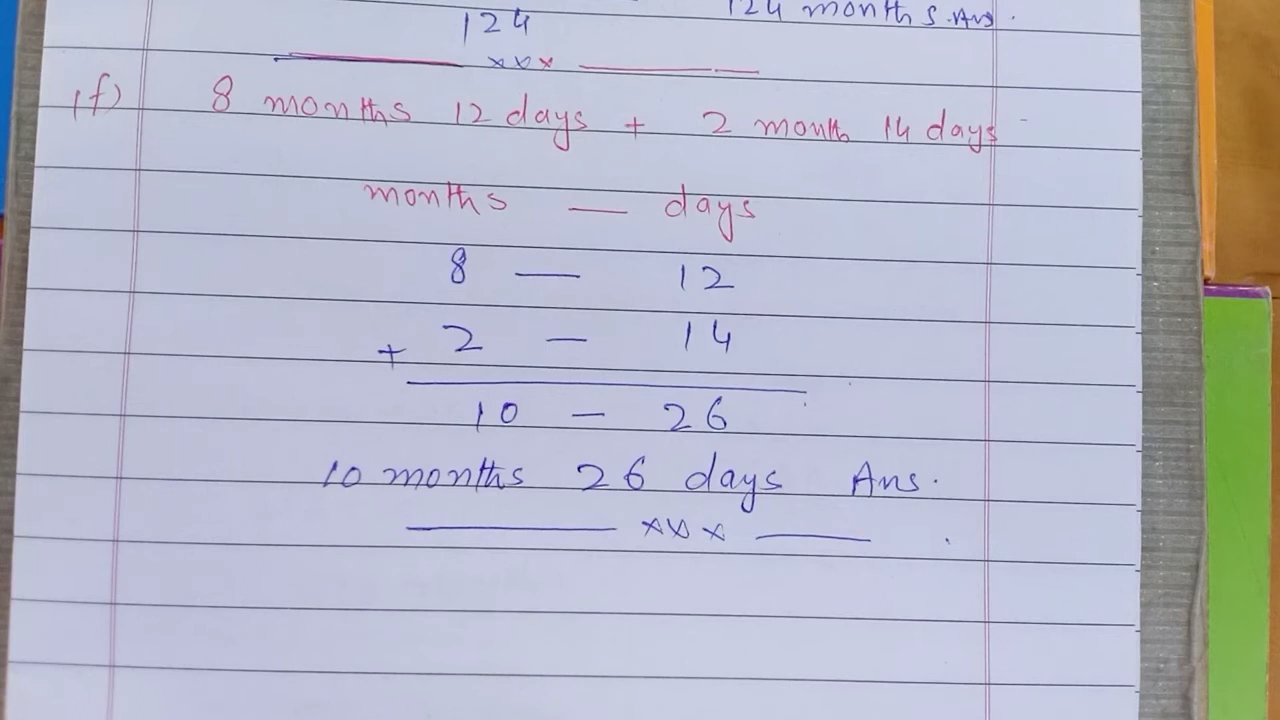 124 months. Ans.
124
xxx
(f) 8 months 12 days + 2 month 14 days
months — days
8 — 12
+ 2 — 14
10 — 26
10 months 26 days Ans.
xxx